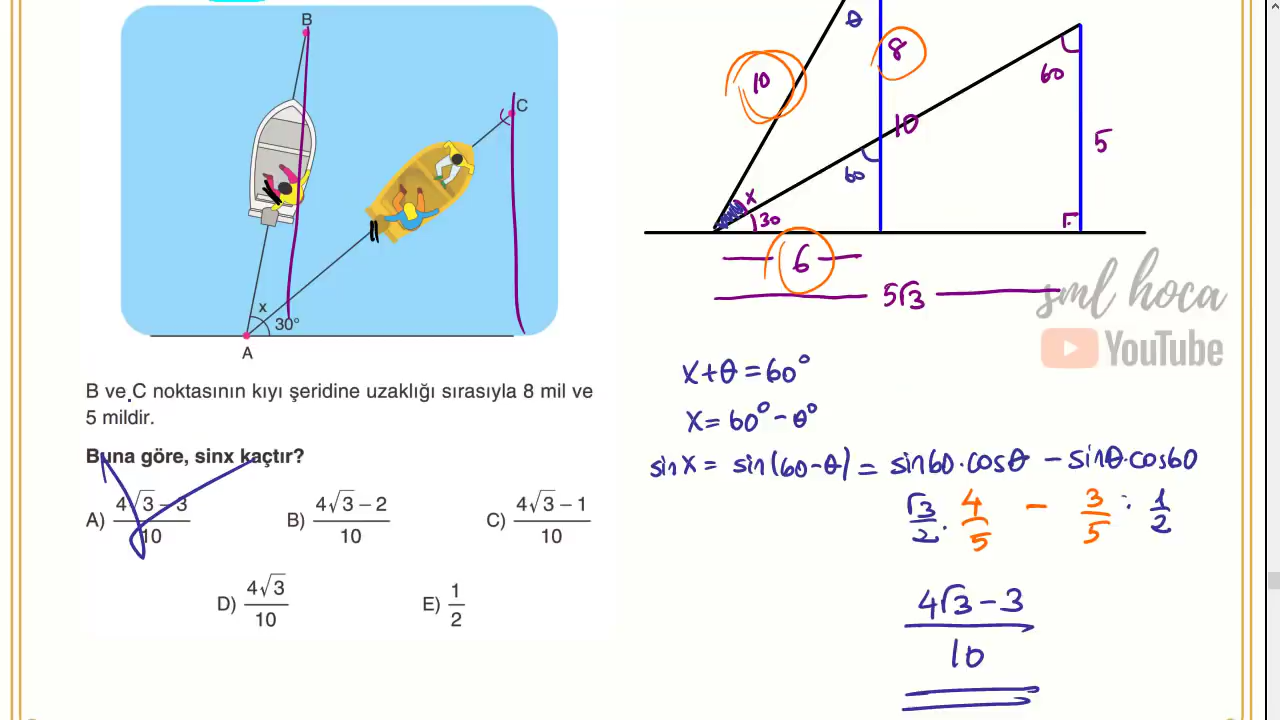 B
C
x
30°
A
B ve C noktasının kıyı şeridine uzaklığı sırasıyla 8 mil ve
5 mildir.
Buna göre, sinx kaçtır?
A) 4√3 − 3 / 10
B) 4√3 − 2 / 10
C) 4√3 − 1 / 10
D) 4√3 / 10
E) 1 / 2
θ
8
10
60
10
5
60
x
30
6
5√3
sml hoca
YouTube
x+θ=60°
x=60°-θ°
sinx = sin(60-θ) = sin60.cosθ - sinθ.cos60
√3/2 . 4/5 - 3/5 . 1/2
4√3-3 / 10